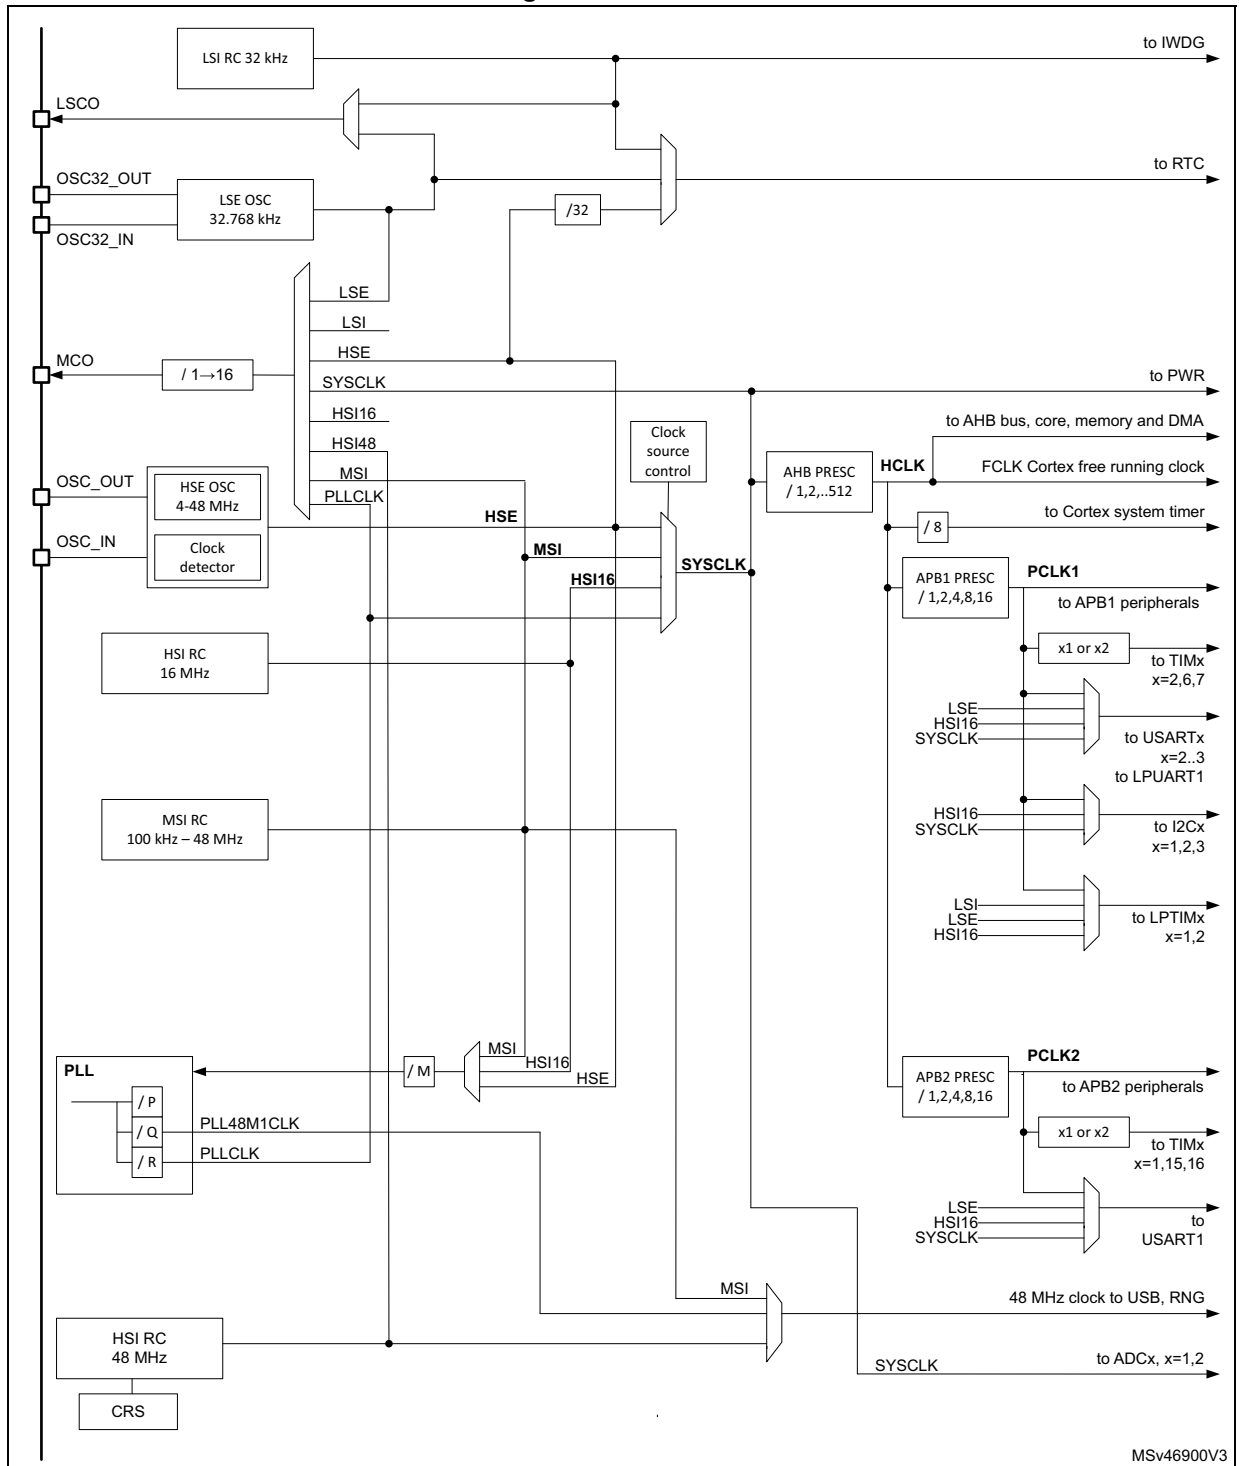 LSI RC 32 kHz
to IWDG
LSCO
to RTC
OSC32_OUT
LSE OSC
32.768 kHz
/32
OSC32_IN
LSE
LSI
HSE
MCO
/ 1→16
SYSCLK
to PWR
HSI16
to AHB bus, core, memory and DMA
HSI48
Clock
source
control
MSI
AHB PRESC
/ 1,2,..512
HCLK
FCLK Cortex free running clock
OSC_OUT
HSE OSC
4-48 MHz
PLLCLK
HSE
/ 8
to Cortex system timer
OSC_IN
Clock
detector
MSI
SYSCLK
HSI16
APB1 PRESC
/ 1,2,4,8,16
PCLK1
to APB1 peripherals
HSI RC
16 MHz
x1 or x2
to TIMx
x=2,6,7
LSE
HSI16
SYSCLK
to USARTx
x=2..3
to LPUART1
MSI RC
100 kHz – 48 MHz
HSI16
SYSCLK
to I2Cx
x=1,2,3
LSI
LSE
HSI16
to LPTIMx
x=1,2
MSI
HSI16
HSE
/ M
PLL
/ P
/ Q
/ R
PLL48M1CLK
PLLCLK
APB2 PRESC
/ 1,2,4,8,16
PCLK2
to APB2 peripherals
x1 or x2
to TIMx
x=1,15,16
LSE
HSI16
SYSCLK
to
USART1
MSI
48 MHz clock to USB, RNG
HSI RC
48 MHz
SYSCLK
to ADCx, x=1,2
CRS
MSv46900V3